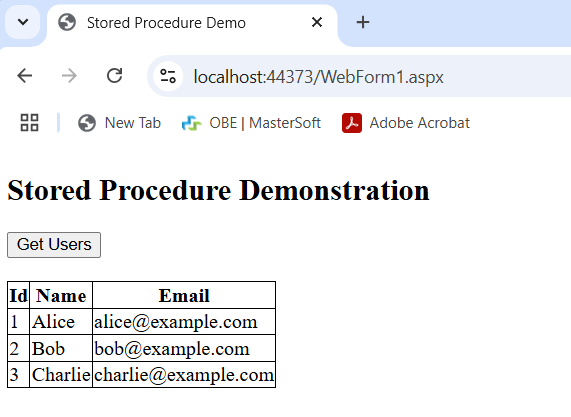 Stored Procedure Demo
localhost:44373/WebForm1.aspx
New Tab OBE | MasterSoft Adobe Acrobat
Stored Procedure Demonstration
Get Users
Id Name Email
1 Alice alice@example.com
2 Bob bob@example.com
3 Charlie charlie@example.com